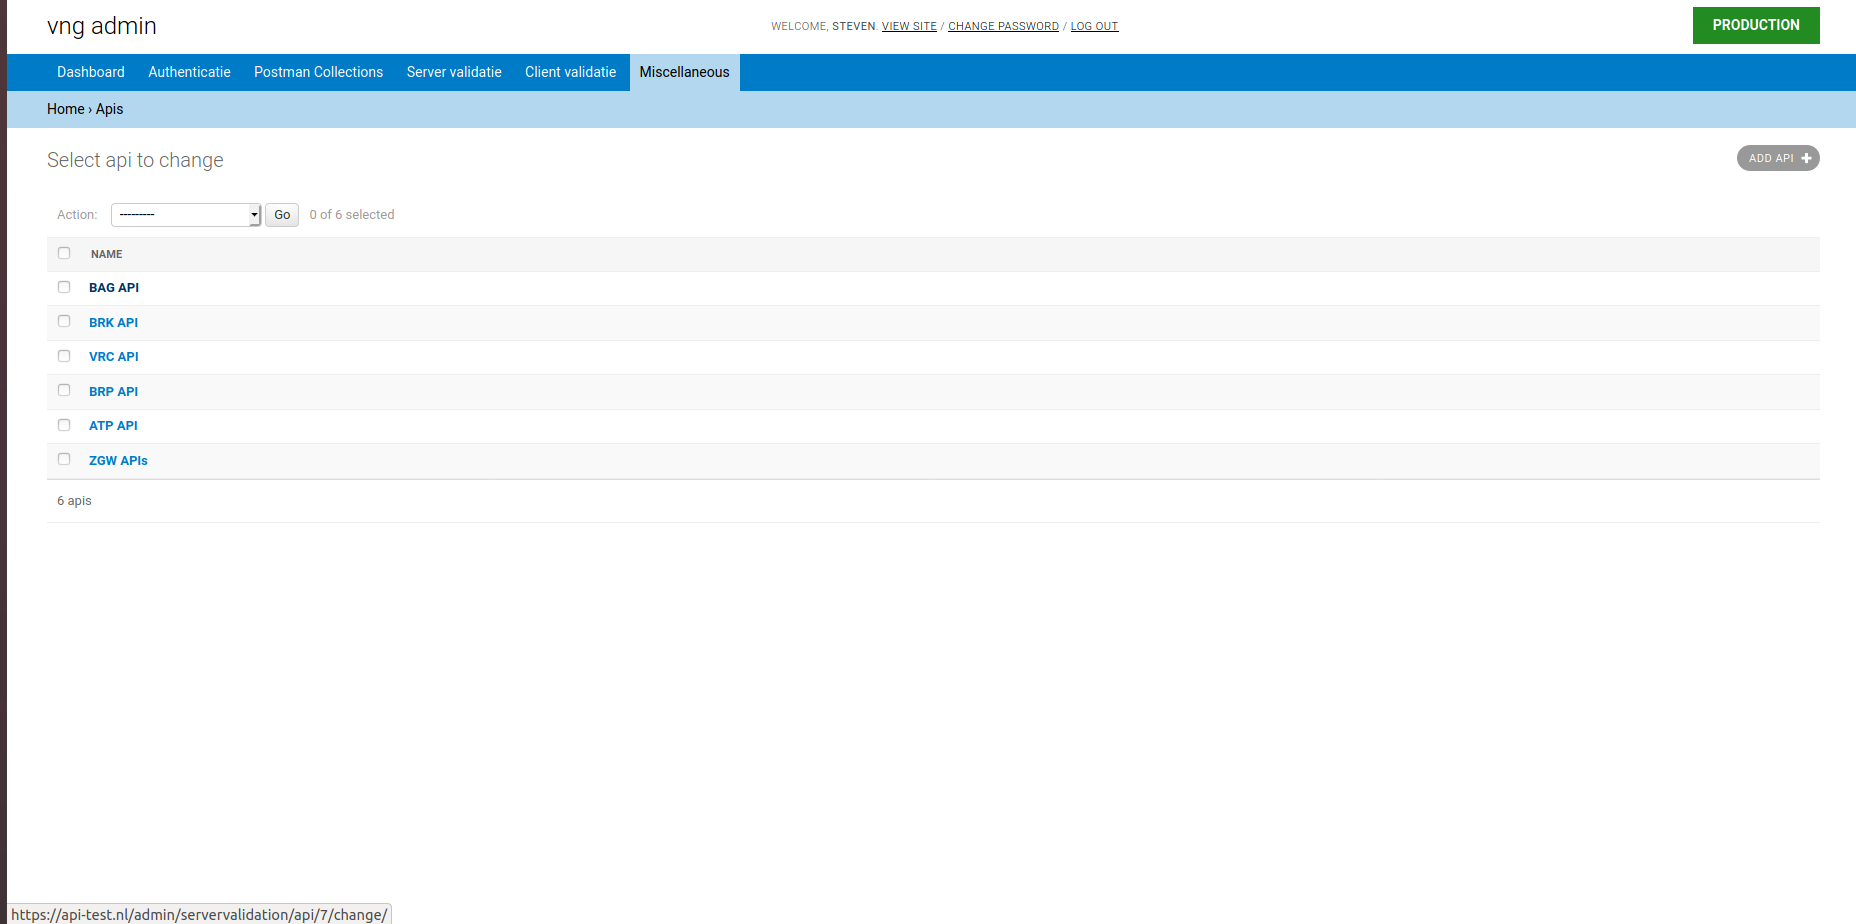 vng admin
WELCOME, STEVEN. VIEW SITE / CHANGE PASSWORD / LOG OUT
PRODUCTION
Dashboard Authenticatie Postman Collections Server validatie Client validatie Miscellaneous
Home › Apis
Select api to change
ADD API +
Action: --------- Go 0 of 6 selected
NAME
BAG API
BRK API
VRC API
BRP API
ATP API
ZGW APIs
6 apis
https://api-test.nl/admin/servervalidation/api/7/change/